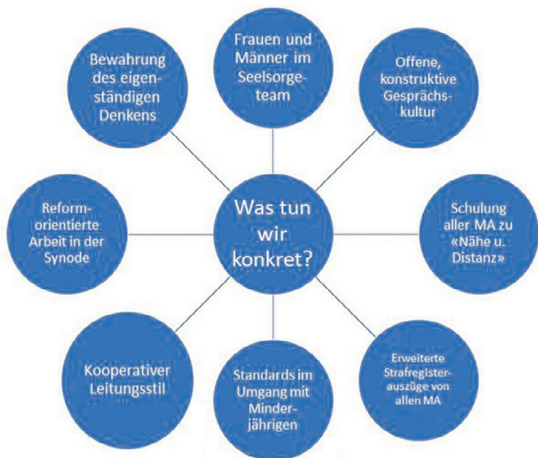 Frauen und
Männer im
Seelsorge-
team
Offene,
konstruktive
Gesprächs-
kultur
Schulung
aller MA zu
«Nähe u.
Distanz»
Erweiterte
Strafregister-
auszüge von
allen MA
Standards im
Umgang mit
Minder-
jährigen
Kooperativer
Leitungsstil
Reform-
orientierte
Arbeit in der
Synode
Bewahrung
des eigen-
ständigen
Denkens
Was tun
wir
konkret?